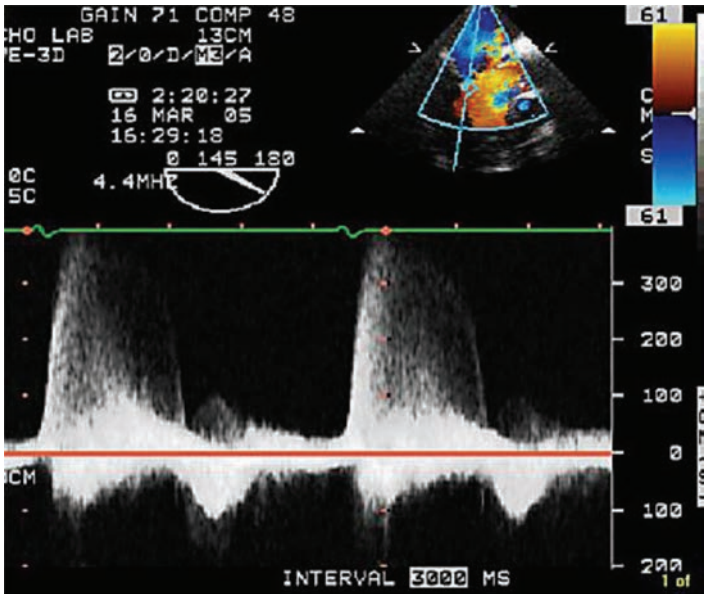 GAIN 71 COMP 48
61
CHO LAB 13CM
VE-3D 2/0/D/M3/A
2:20:27
16 MAR 05
16:29:18
0 145 180
4.4MHZ
0C
5C
C
M
/
S
61
300
200
100
0
CM
100
200
INTERVAL 3000 MS
1 of